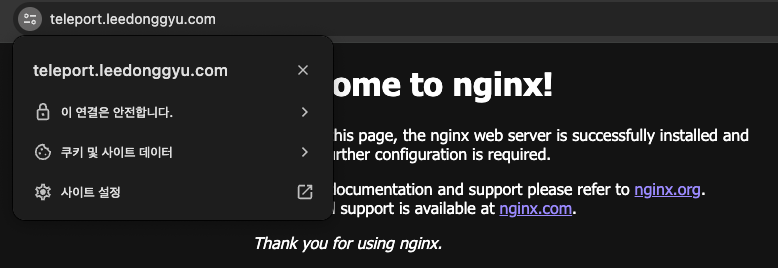 teleport.leedonggyu.com
teleport.leedonggyu.com
이 연결은 안전합니다.
쿠키 및 사이트 데이터
사이트 설정
ome to nginx!
his page, the nginx web server is successfully installed and
urther configuration is required.
documentation and support please refer to nginx.org.
l support is available at nginx.com.
Thank you for using nginx.